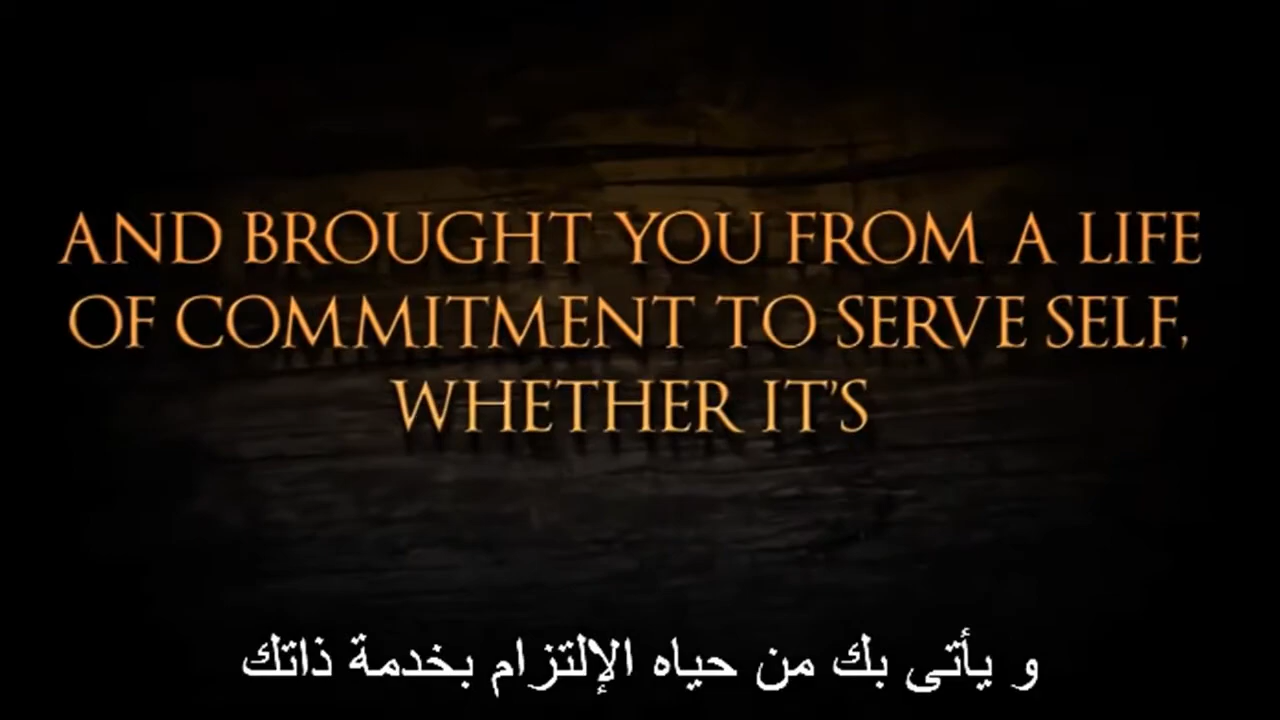 AND BROUGHT YOU FROM A LIFE
OF COMMITMENT TO SERVE SELF,
WHETHER IT'S
و يأتى بك من حياه الإلتزام بخدمة ذاتك